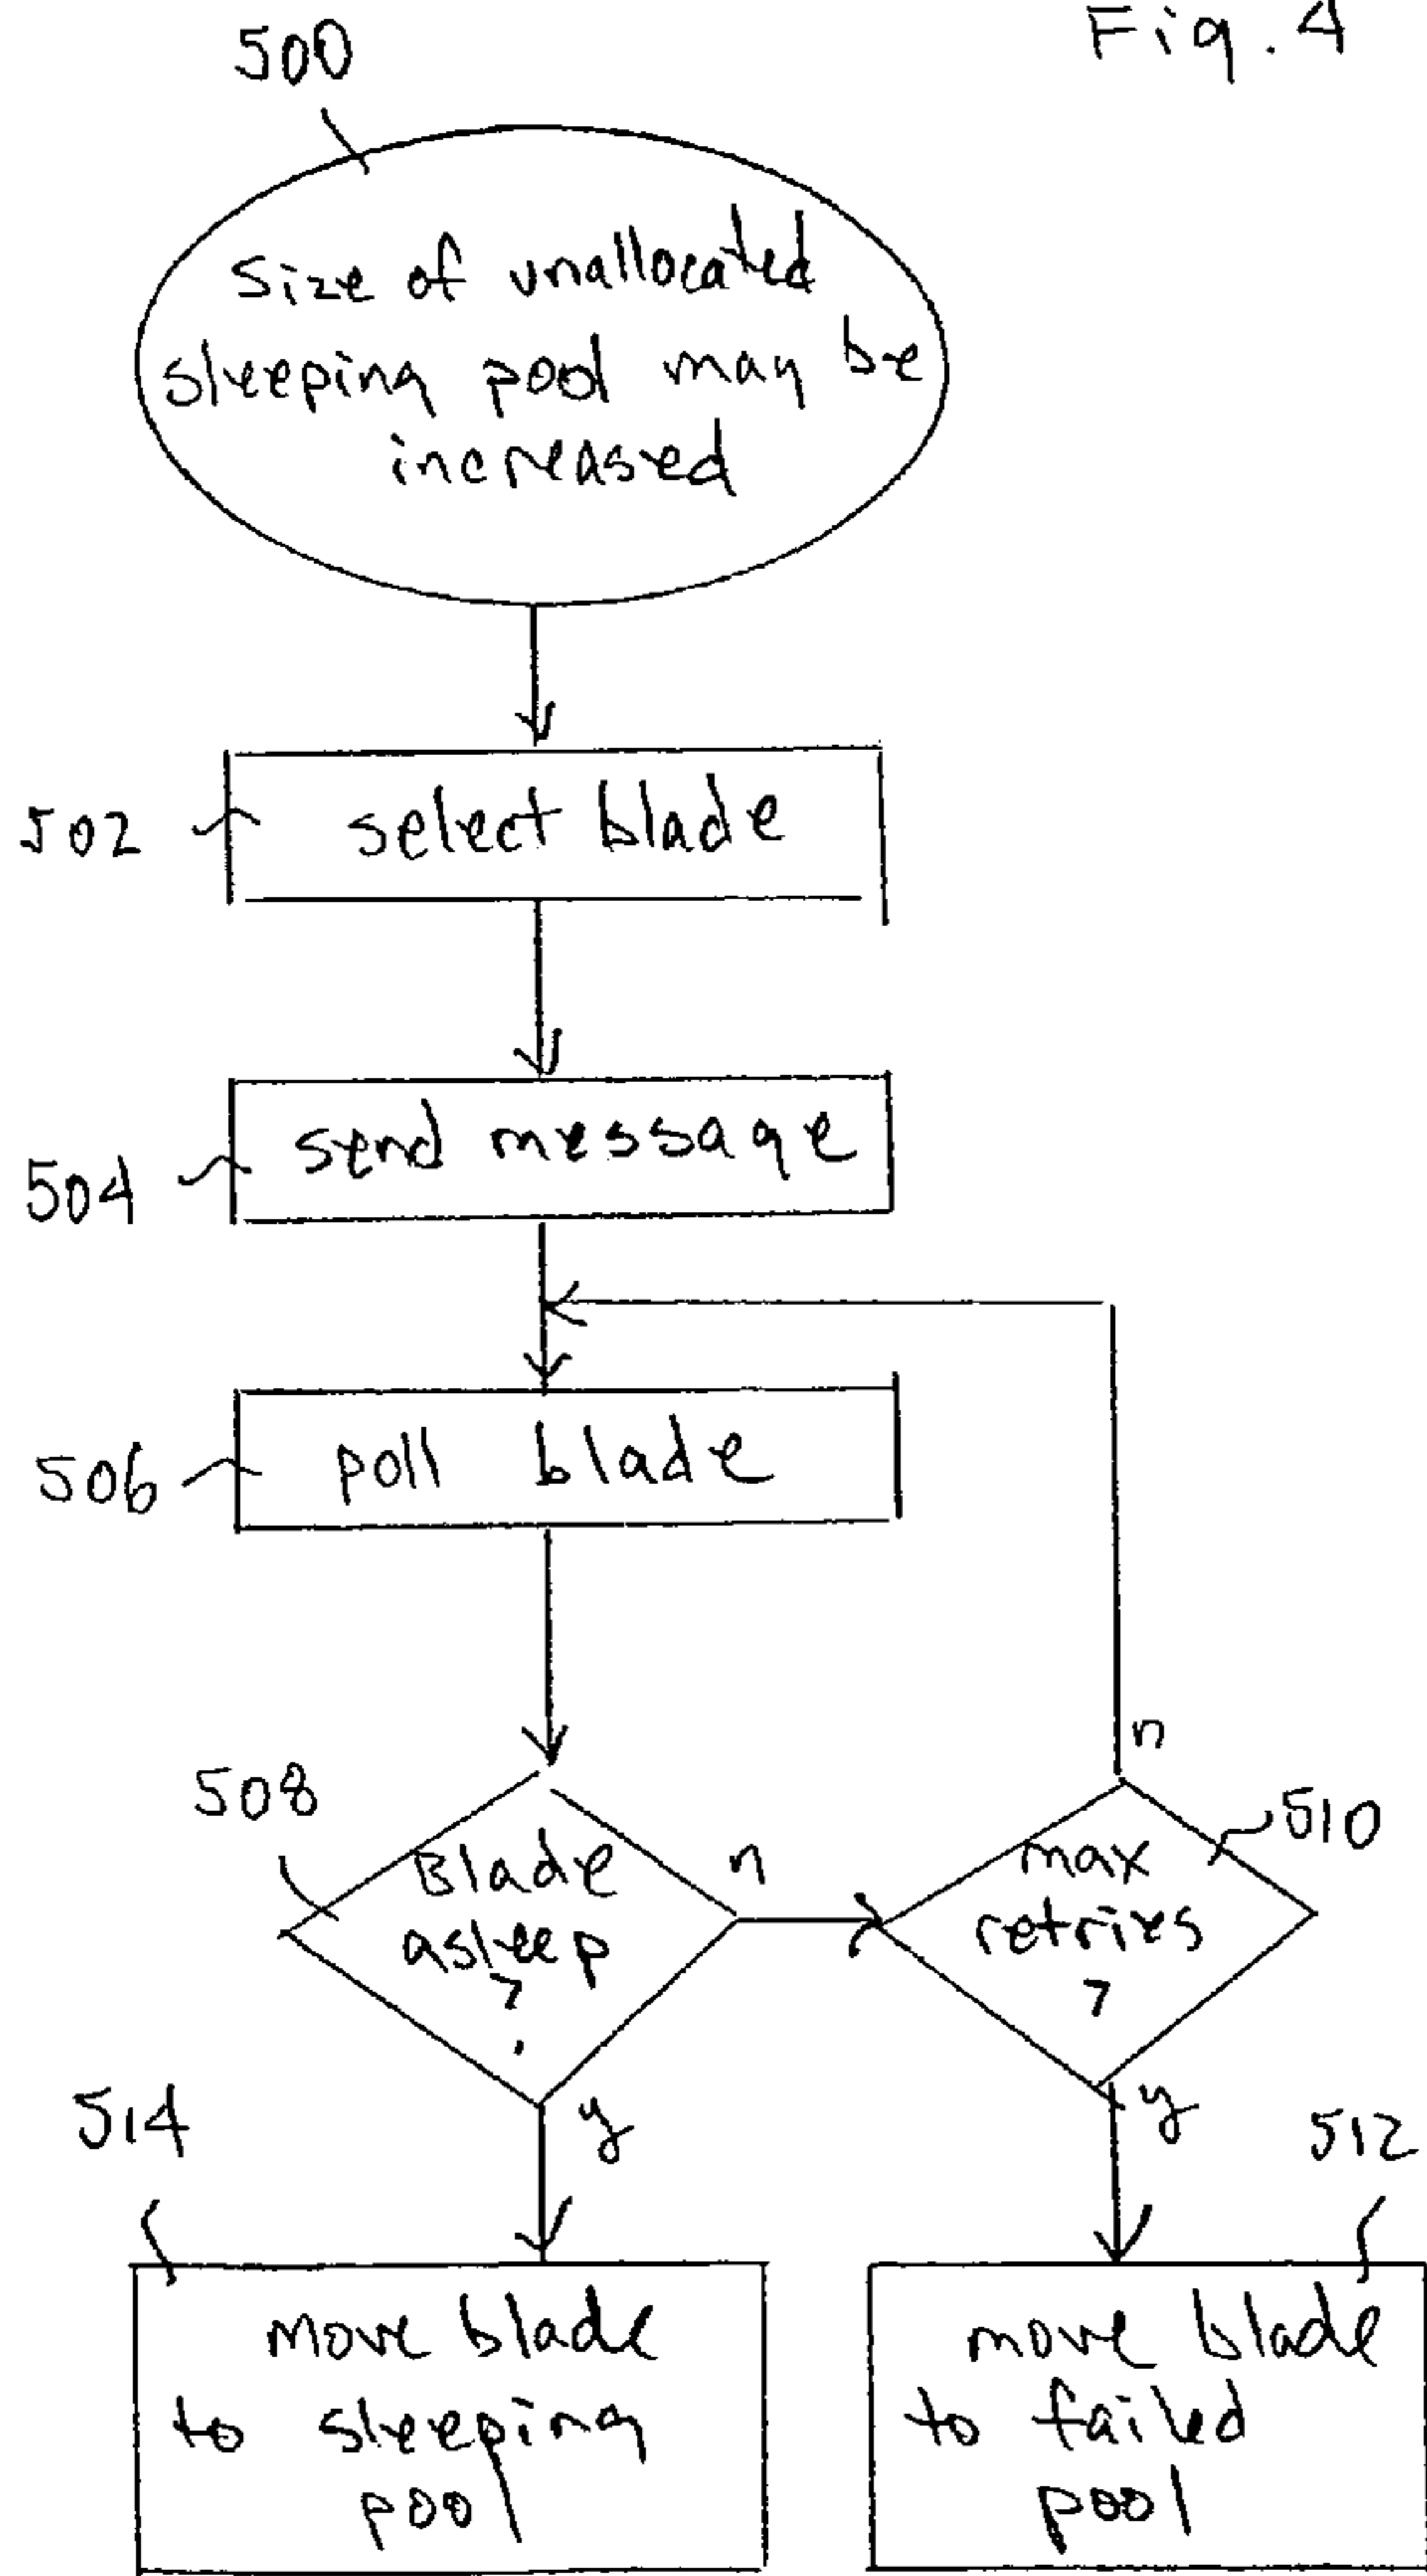 Fig. 4
500
Size of unallocated
sleeping pool may be
increased
502
select blade
504
send message
506
poll blade
508
Blade
asleep
?
n
y
510
max
retries
?
n
y
514
move blade
to sleeping
pool
512
move blade
to failed
pool